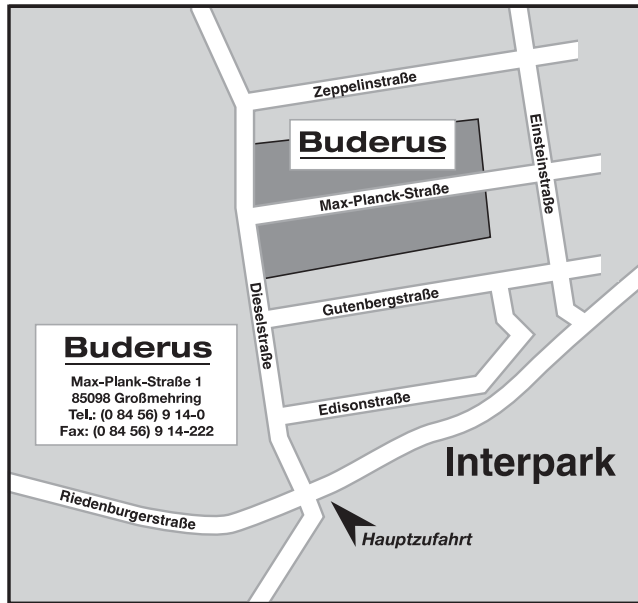 Zeppelinstraße
Buderus
Einsteinstraße
Max-Planck-Straße
Dieselstraße
Gutenbergstraße
Buderus
Max-Plank-Straße 1
85098 Großmehring
Tel.: (0 84 56) 9 14-0
Fax: (0 84 56) 9 14-222
Edisonstraße
Interpark
Riedenburgerstraße
Hauptzufahrt